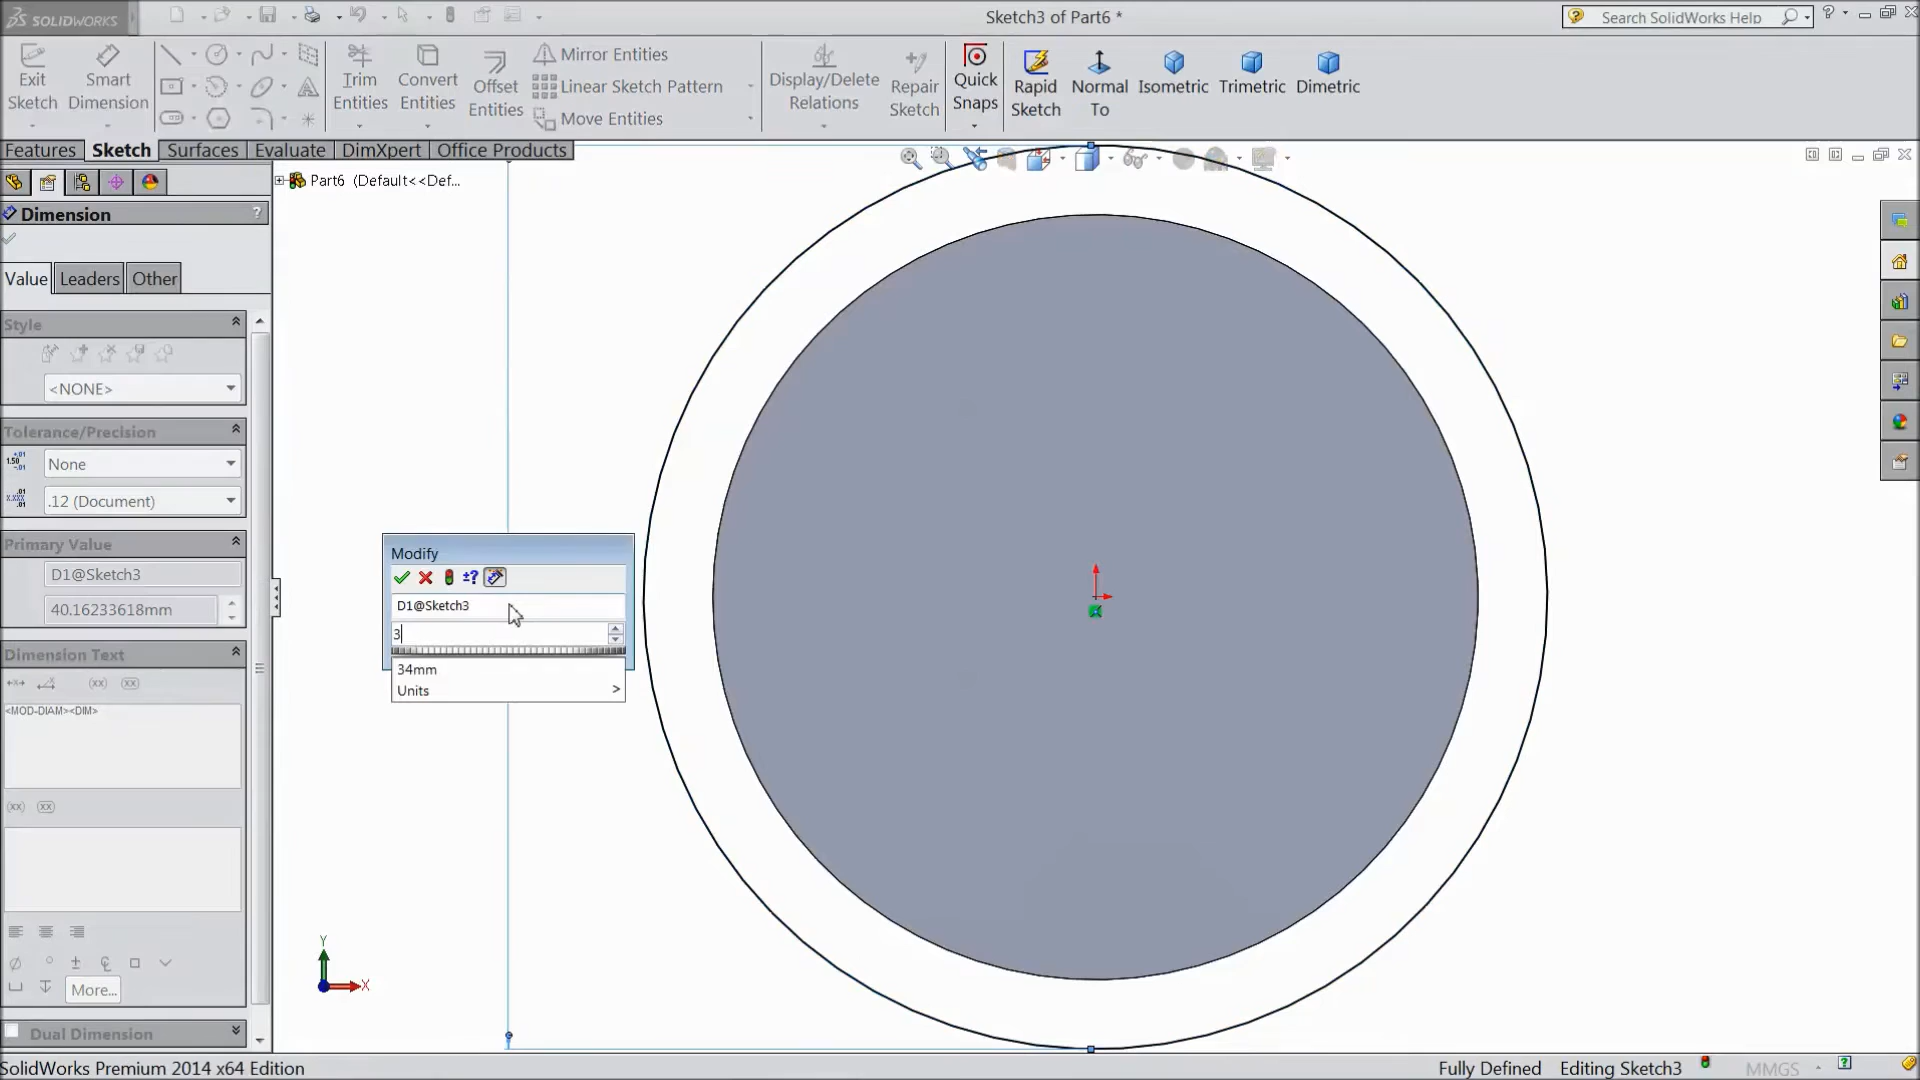 SOLIDWORKS
Sketch3 of Part6 *
Search SolidWorks Help
Exit Sketch
Smart Dimension
Trim Entities
Convert Entities
Offset Entities
Mirror Entities
Linear Sketch Pattern
Move Entities
Display/Delete Relations
Repair Sketch
Quick Snaps
Rapid Sketch
Normal To
Isometric
Trimetric
Dimetric
Features
Sketch
Surfaces
Evaluate
DimXpert
Office Products
Part6 (Default<<Def...
Dimension
?
Value
Leaders
Other
Style
<NONE>
Tolerance/Precision
None
.12 (Document)
Primary Value
D1@Sketch3
40.16233618mm
Dimension Text
(xx)
(xx)
<MOD-DIAM><DIM>
(xx)
(xx)
More...
Dual Dimension
Modify
±?
D1@Sketch3
3
34mm
Units >
Y
X
SolidWorks Premium 2014 x64 Edition
Fully Defined
Editing Sketch3
MMGS